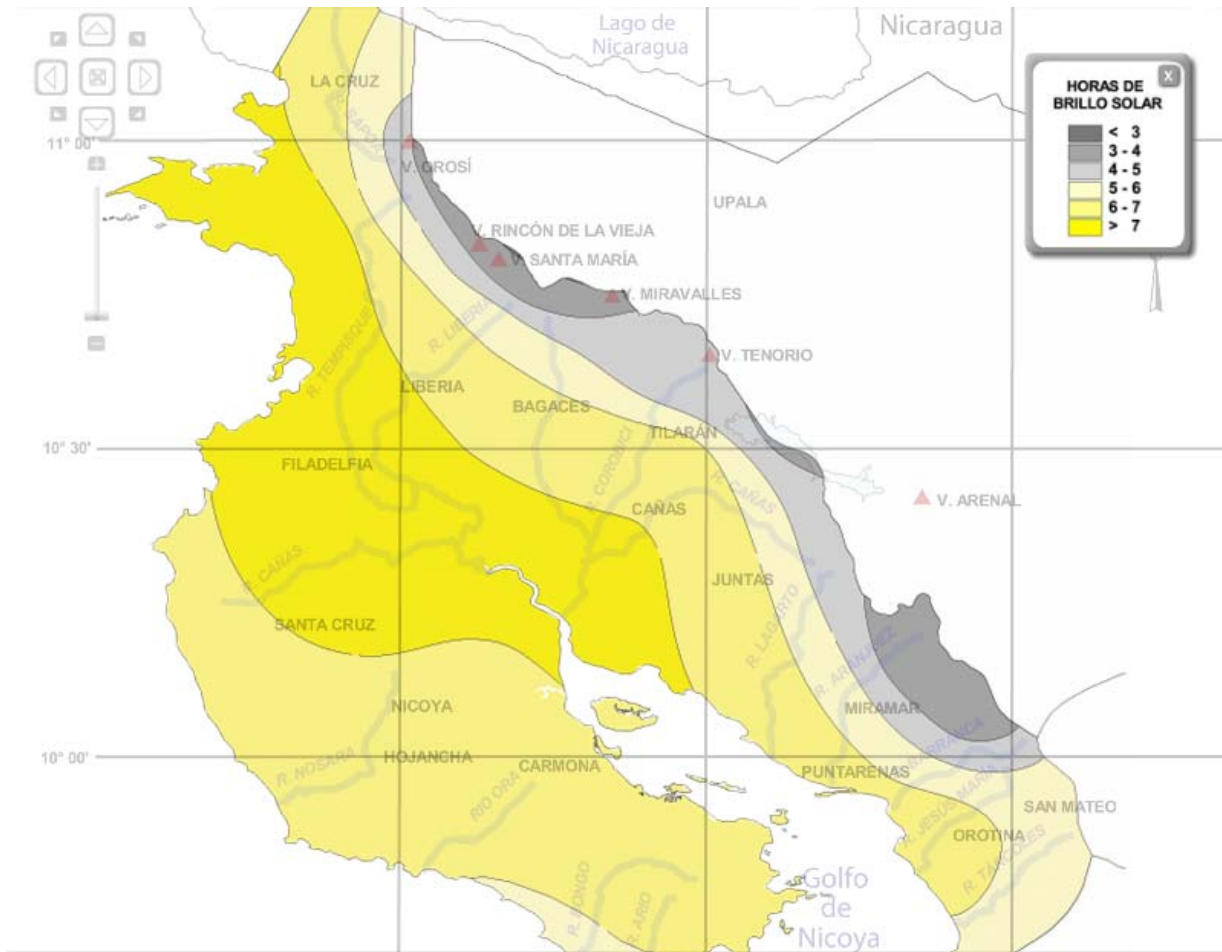 Lago de
Nicaragua
Nicaragua
HORAS DE
BRILLO SOLAR
X
< 3
3 - 4
4 - 5
5 - 6
6 - 7
> 7
LA CRUZ
R. SAPOÁ
11° 00'
V. OROSÍ
UPALA
V. RINCÓN DE LA VIEJA
V. SANTA MARÍA
V. MIRAVALLES
R. LIBERIA
R. TEMPISQUE
V. TENORIO
LIBERIA
BAGACES
TILARÁN
10° 30'
FILADELFIA
R. COROBICÍ
R. CAÑAS
V. ARENAL
CAÑAS
R. CAÑAS
JUNTAS
SANTA CRUZ
R. LAGARTO
R. ARANJUEZ
NICOYA
MIRAMAR
10° 00'
HOJANCHA
CARMONA
BARRANCA
PUNTARENAS
R. NOSARA
RIO ORA
R. JESÚS MARÍA
SAN MATEO
OROTINA
R. TÁRCOLES
R. BONGO
R. ARIO
Golfo
de
Nicoya